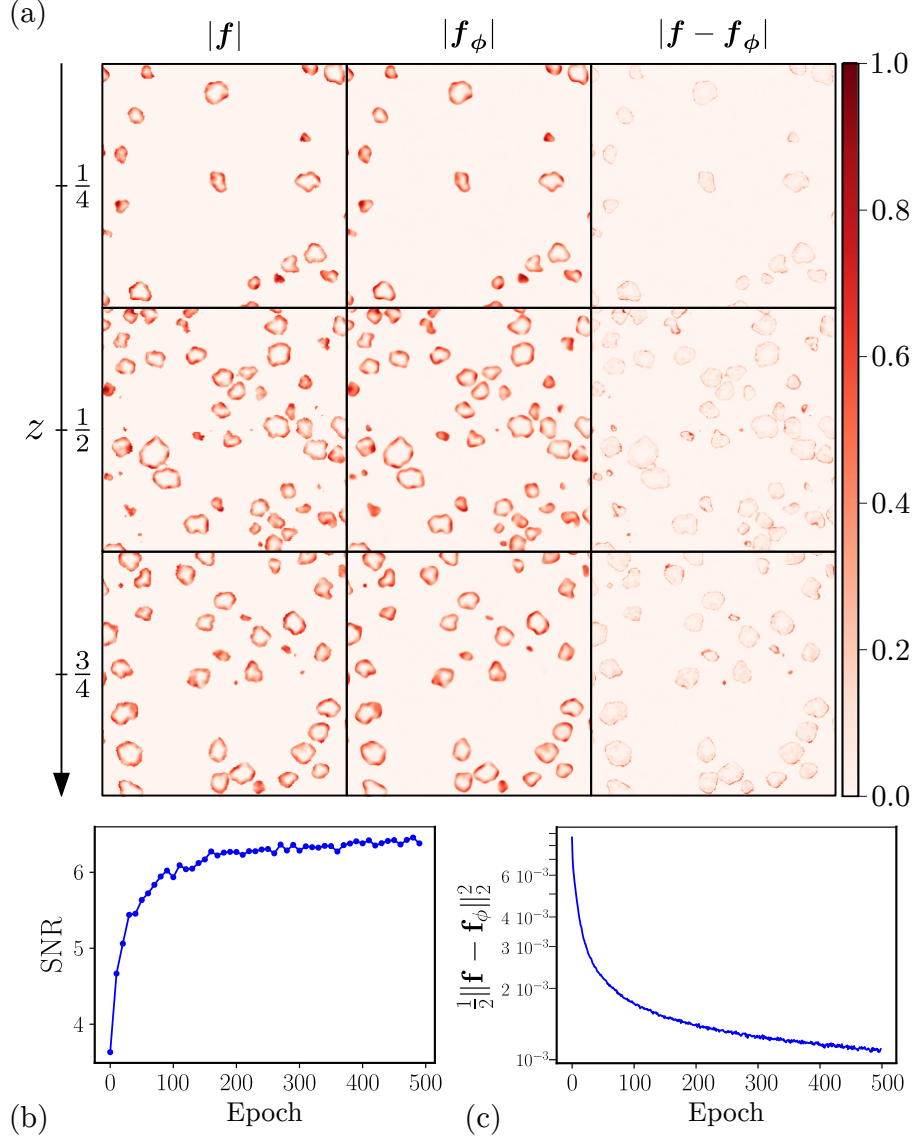 (a)
|f| |f_ϕ| |f − f_ϕ|
1.0
1/4
0.8
0.6
z 1/2
0.4
0.2
3/4
0.0
6
5
4
SNR
0 100 200 300 400 500
Epoch
(b)
6 10⁻³
4 10⁻³
3 10⁻³
2 10⁻³
10⁻³
½||f − f_ϕ||₂²
0 100 200 300 400 500
Epoch
(c)